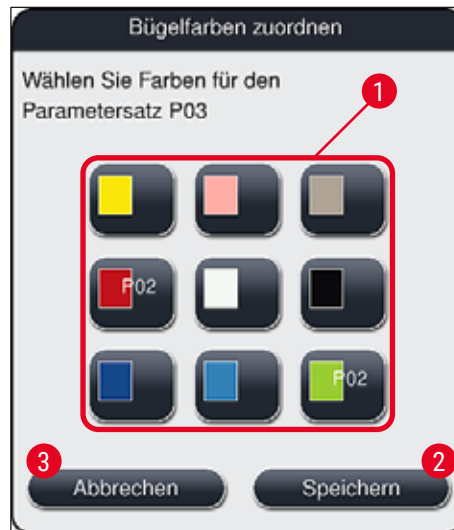 Bügelfarben zuordnen
Wählen Sie Farben für den
Parametersatz P03
1
P02
P02
3
2
Abbrechen
Speichern